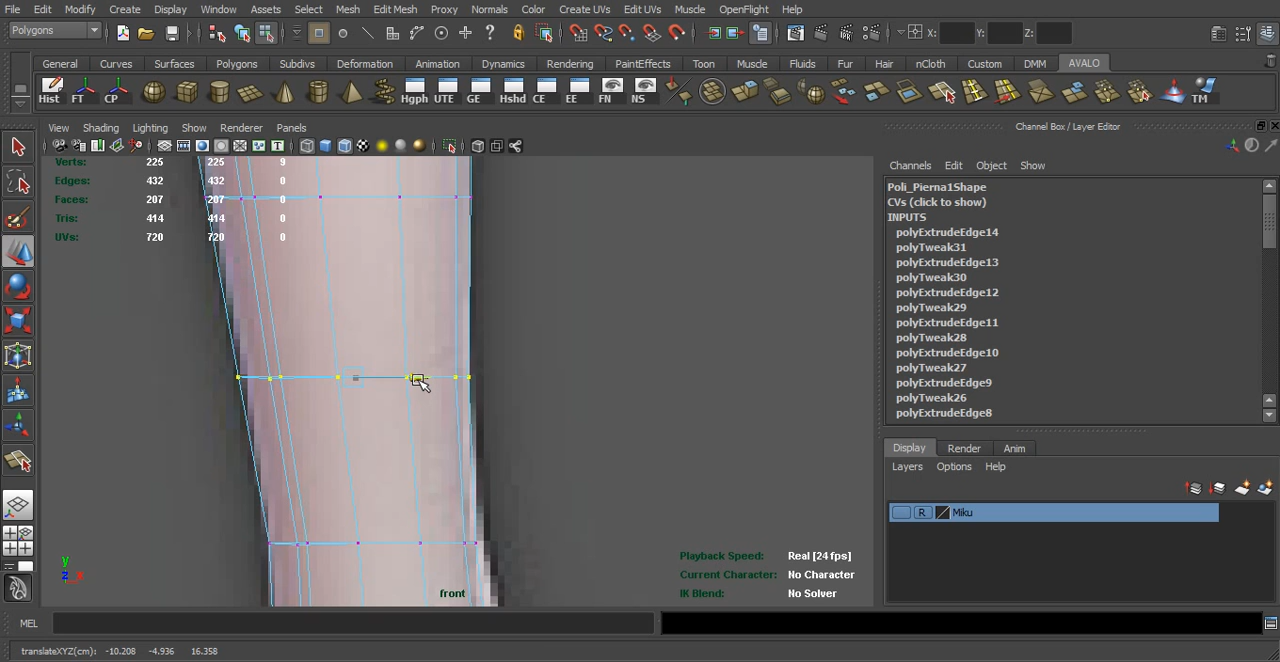 File Edit Modify Create Display Window Assets Select Mesh Edit Mesh Proxy Normals Color Create UVs Edit UVs Muscle OpenFlight Help
Polygons X: Y: Z:
General Curves Surfaces Polygons Subdivs Deformation Animation Dynamics Rendering PaintEffects Toon Muscle Fluids Fur Hair nCloth Custom DMM AVALO
Hist FT CP Hgph UTE GE Hshd CE EE FN NS TM
View Shading Lighting Show Renderer Panels
Channel Box / Layer Editor
Verts: 225 225 9
Edges: 432 432 0
Faces: 207 207 0
Tris: 414 414 0
UVs: 720 720 0
Channels Edit Object Show
Poli_Pierna1Shape
CVs (click to show)
INPUTS
polyExtrudeEdge14
polyTweak31
polyExtrudeEdge13
polyTweak30
polyExtrudeEdge12
polyTweak29
polyExtrudeEdge11
polyTweak28
polyExtrudeEdge10
polyTweak27
polyExtrudeEdge9
polyTweak26
polyExtrudeEdge8
Display Render Anim
Layers Options Help
R Miku
Playback Speed: Real [24 fps]
Current Character: No Character
IK Blend: No Solver
y
z x
front
MEL
translateXYZ(cm): -10.208 -4.936 16.358